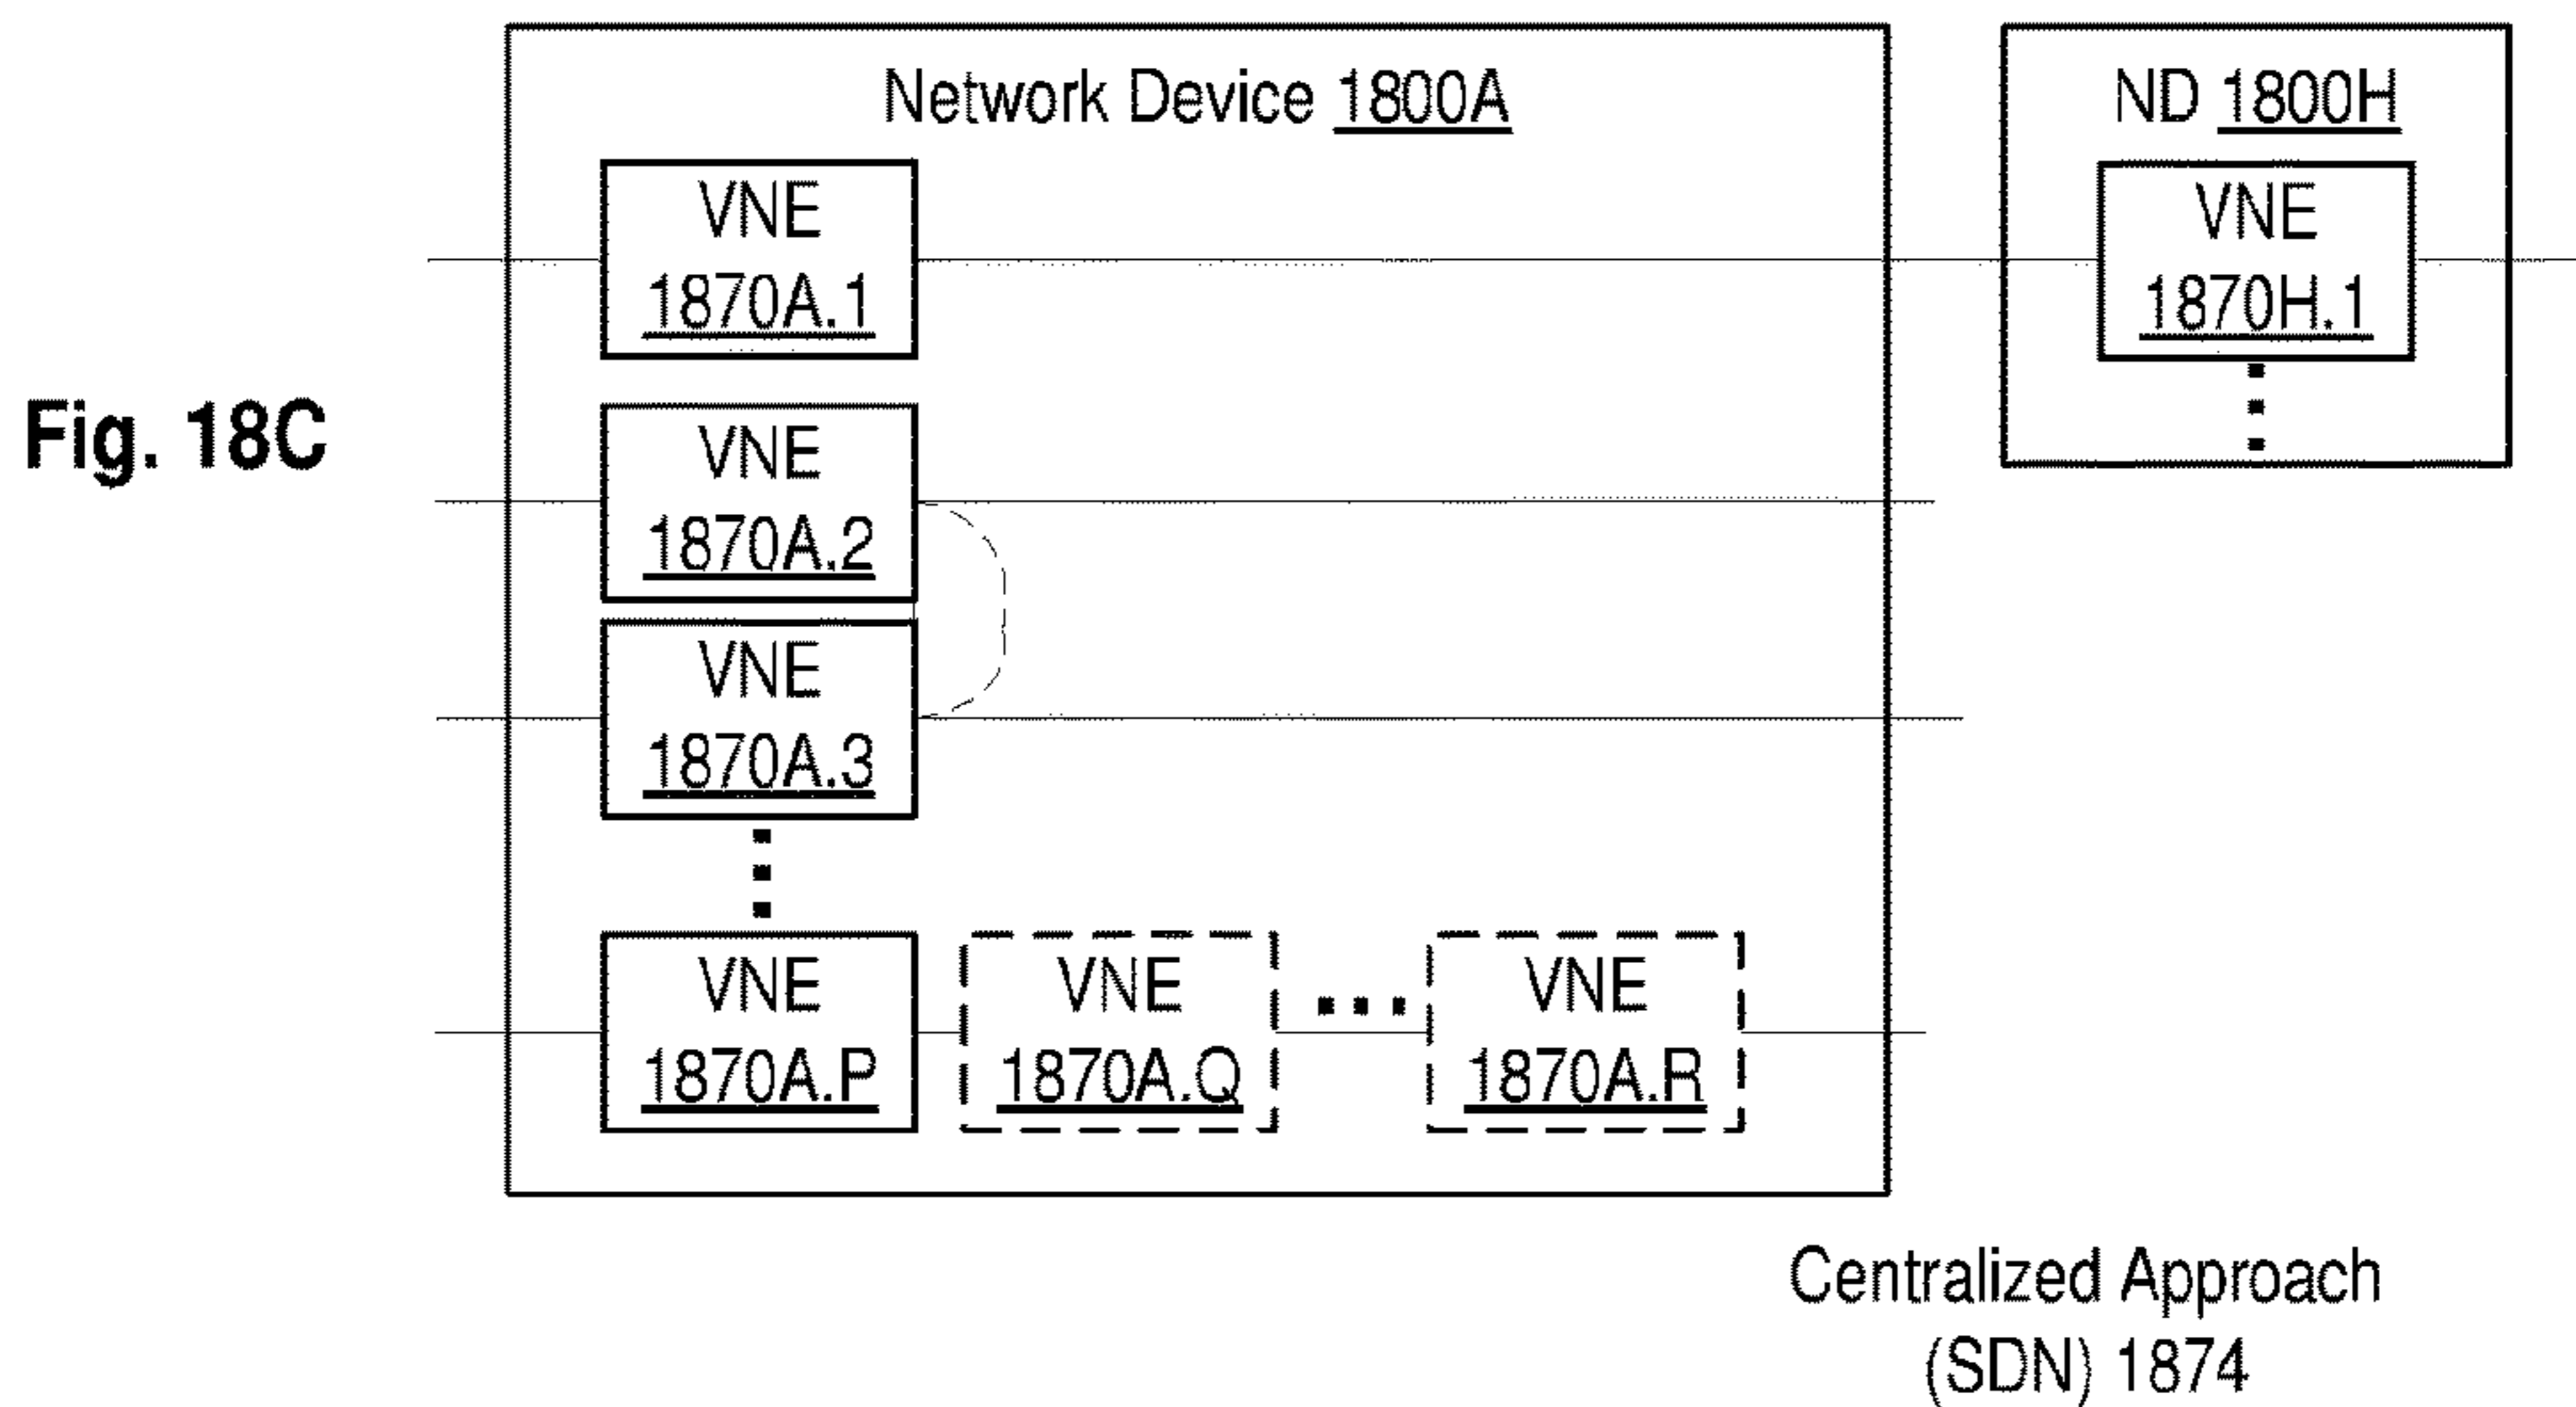 Network Device 1800A
ND 1800H
VNE
1870A.1
VNE
1870H.1
Fig. 18C
VNE
1870A.2
VNE
1870A.3
VNE
1870A.P
VNE
1870A.Q
VNE
1870A.R
Centralized Approach
(SDN) 1874